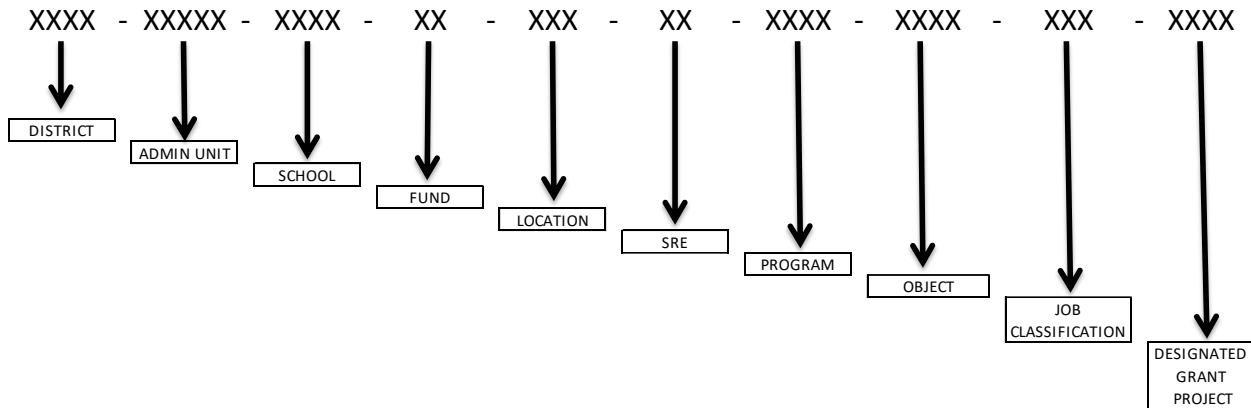 XXXX - XXXXX - XXXX - XX - XXX - XX - XXXX - XXXX - XXX - XXXX
DISTRICT
ADMIN UNIT
SCHOOL
FUND
LOCATION
SRE
PROGRAM
OBJECT
JOB
CLASSIFICATION
DESIGNATED
GRANT
PROJECT